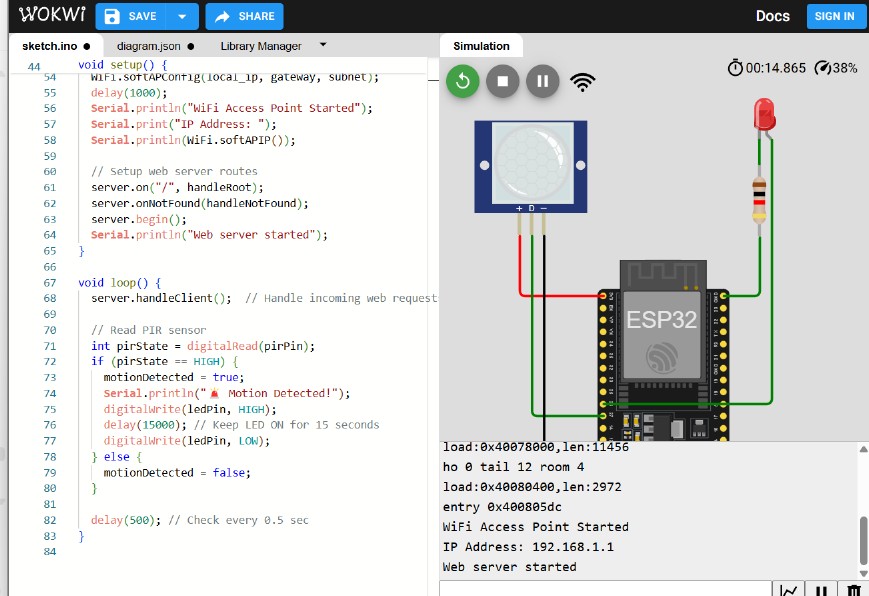 WOKWi
SAVE
SHARE
Docs
SIGN IN
sketch.ino ●
diagram.json ●
Library Manager
Simulation
44 void setup() {
54 WiFi.softAPConfig(local_ip, gateway, subnet);
55 delay(1000);
56 Serial.println("WiFi Access Point Started");
57 Serial.print("IP Address: ");
58 Serial.println(WiFi.softAPIP());
59
60 // Setup web server routes
61 server.on("/", handleRoot);
62 server.onNotFound(handleNotFound);
63 server.begin();
64 Serial.println("Web server started");
65 }
66
67 void loop() {
68 server.handleClient(); // Handle incoming web request
69
70 // Read PIR sensor
71 int pirState = digitalRead(pirPin);
72 if (pirState == HIGH) {
73 motionDetected = true;
74 Serial.println("🚨 Motion Detected!");
75 digitalWrite(ledPin, HIGH);
76 delay(15000); // Keep LED ON for 15 seconds
77 digitalWrite(ledPin, LOW);
78 } else {
79 motionDetected = false;
80 }
81
82 delay(500); // Check every 0.5 sec
83 }
84
00:14.865
38%
+ D −
ESP32
load:0x40078000,len:11456
ho 0 tail 12 room 4
load:0x40080400,len:2972
entry 0x400805dc
WiFi Access Point Started
IP Address: 192.168.1.1
Web server started